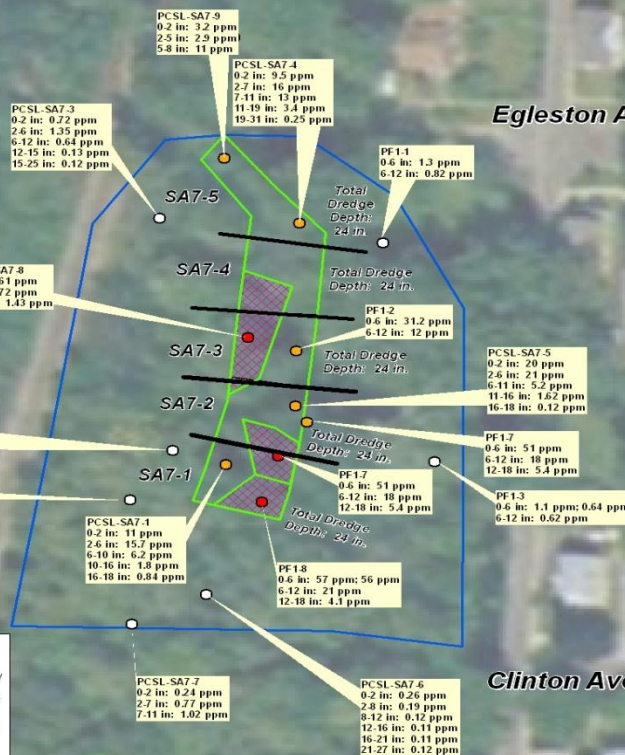 PCSL-SA7-9
0-2 in: 3.2 ppm
2-5 in: 2.9 ppm
5-8 in: 11 ppm
PCSL-SA7-4
0-2 in: 9.5 ppm
2-7 in: 16 ppm
7-11 in: 13 ppm
11-19 in: 3.4 ppm
19-31 in: 0.25 ppm
Egleston A
PCSL-SA7-3
0-2 in: 0.72 ppm
2-6 in: 1.35 ppm
6-12 in: 0.64 ppm
12-15 in: 0.13 ppm
15-25 in: 0.12 ppm
PF1-1
0-6 in: 1.3 ppm
6-12 in: 0.82 ppm
SA7-5
Total
Dredge
Depth:
24 in.
SA7-4
Total Dredge
Depth: 24 in.
SA7-8
61 ppm
72 ppm
1.43 ppm
PF1-2
0-6 in: 31.2 ppm
6-12 in: 12 ppm
SA7-3
Total Dredge
Depth: 24 in.
PCSL-SA7-5
0-2 in: 20 ppm
2-6 in: 21 ppm
6-11 in: 5.2 ppm
11-16 in: 1.62 ppm
16-18 in: 0.12 ppm
SA7-2
Total Dredge
Depth: 24 in.
PF1-7
0-6 in: 51 ppm
6-12 in: 18 ppm
12-18 in: 5.4 ppm
SA7-1
PF1-7
0-6 in: 51 ppm
6-12 in: 18 ppm
12-18 in: 5.4 ppm
PF1-3
0-6 in: 1.1 ppm; 0.64 ppm
6-12 in: 0.62 ppm
PCSL-SA7-1
0-2 in: 11 ppm
2-6 in: 15.7 ppm
6-10 in: 6.2 ppm
10-16 in: 1.8 ppm
16-18 in: 0.84 ppm
Total Dredge
Depth: 24 in.
PF1-8
0-6 in: 57 ppm; 56 ppm
6-12 in: 21 ppm
12-18 in: 4.1 ppm
PCSL-SA7-7
0-2 in: 0.24 ppm
2-7 in: 0.77 ppm
7-11 in: 1.02 ppm
PCSL-SA7-6
0-2 in: 0.26 ppm
2-8 in: 0.19 ppm
8-12 in: 0.12 ppm
12-16 in: 0.11 ppm
16-21 in: 0.11 ppm
21-27 in: 0.12 ppm
Clinton Ave